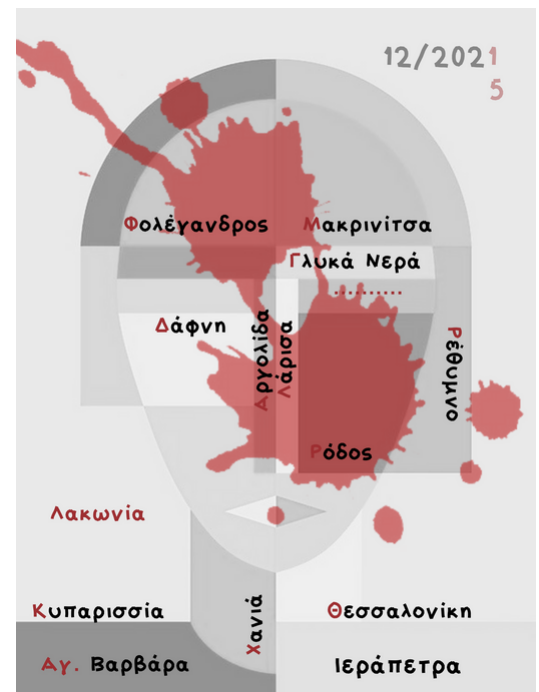 12/2021
5
Φολέγανδρος Μακρινίτσα
Γλυκά Νερά
..........
Δάφνη
Αργολίδα
Λάρισα
Ρέθυμνο
Ρόδος
Λακωνία
Κυπαρισσία
Χανιά
Θεσσαλονίκη
Αγ. Βαρβάρα
Ιεράπετρα